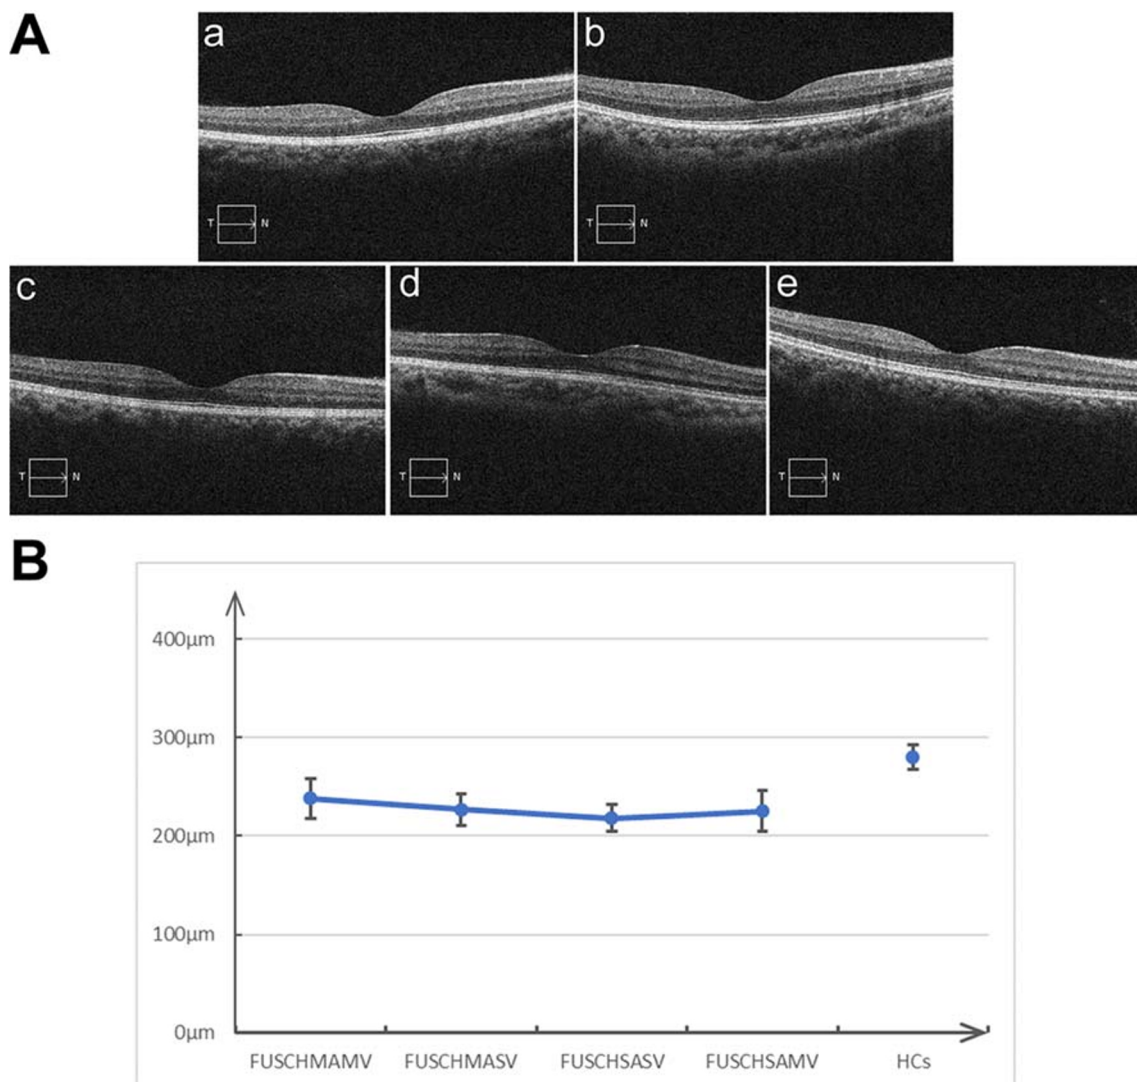 A
a
b
T N
T N
c
d
e
T N
T N
T N
B
400µm
300µm
200µm
100µm
0µm
FUSCHMAMV FUSCHMASV FUSCHSASV FUSCHSAMV HCs